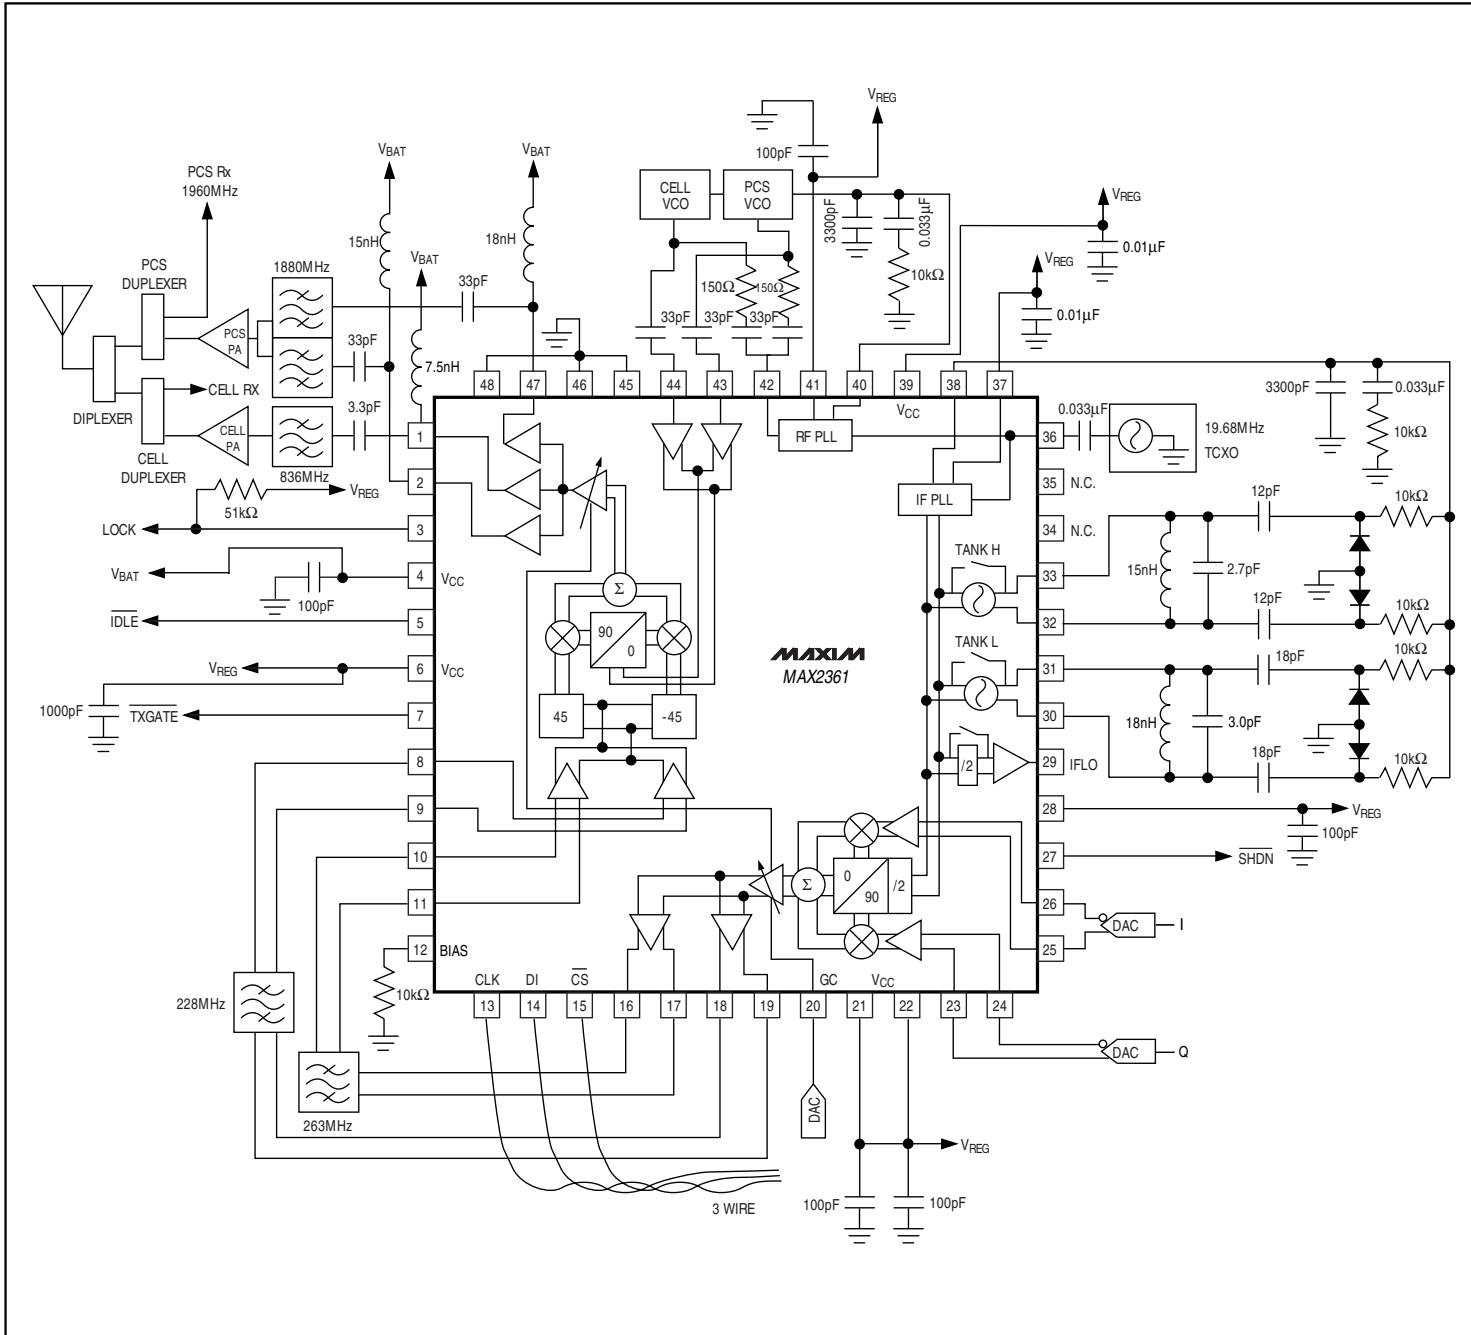 VREG
100pF
VBAT
VBAT
PCS Rx
1960MHz
CELL
VCO
PCS
VCO
3300pF
0.033μF
VREG
15nH
18nH
0.01μF
VBAT
PCS
DUPLEXER
1880MHz
33pF
150Ω
150Ω
10kΩ
VREG
0.01μF
33pF
33pF
33pF
PCS
PA
33pF
7.5nH
CELL RX
48
47
46
45
44
43
42
41
40
39
38
37
3300pF
0.033μF
DIPLEXER
3.3pF
VCC
0.033μF
CELL
PA
1
RF PLL
36
19.68MHz
TCXO
10kΩ
CELL
DUPLEXER
836MHz
2
VREG
35
N.C.
IF PLL
12pF
10kΩ
51kΩ
LOCK
3
34
N.C.
TANK H
VBAT
4
VCC
33
15nH
2.7pF
100pF
Σ
12pF
10kΩ
IDLE
5
32
90
0
MAXIM
MAX2361
TANK L
10kΩ
VREG
6
VCC
31
18pF
1000pF
TXGATE
7
45
-45
30
18nH
3.0pF
18pF
8
/2
29
IFLO
10kΩ
9
28
VREG
100pF
10
27
SHDN
Σ
0
90
/2
11
26
DAC
I
12
BIAS
25
228MHz
10kΩ
CLK
DI
CS
GC
VCC
13
14
15
16
17
18
19
20
21
22
23
24
DAC
Q
263MHz
DAC
VREG
100pF
100pF
3 WIRE